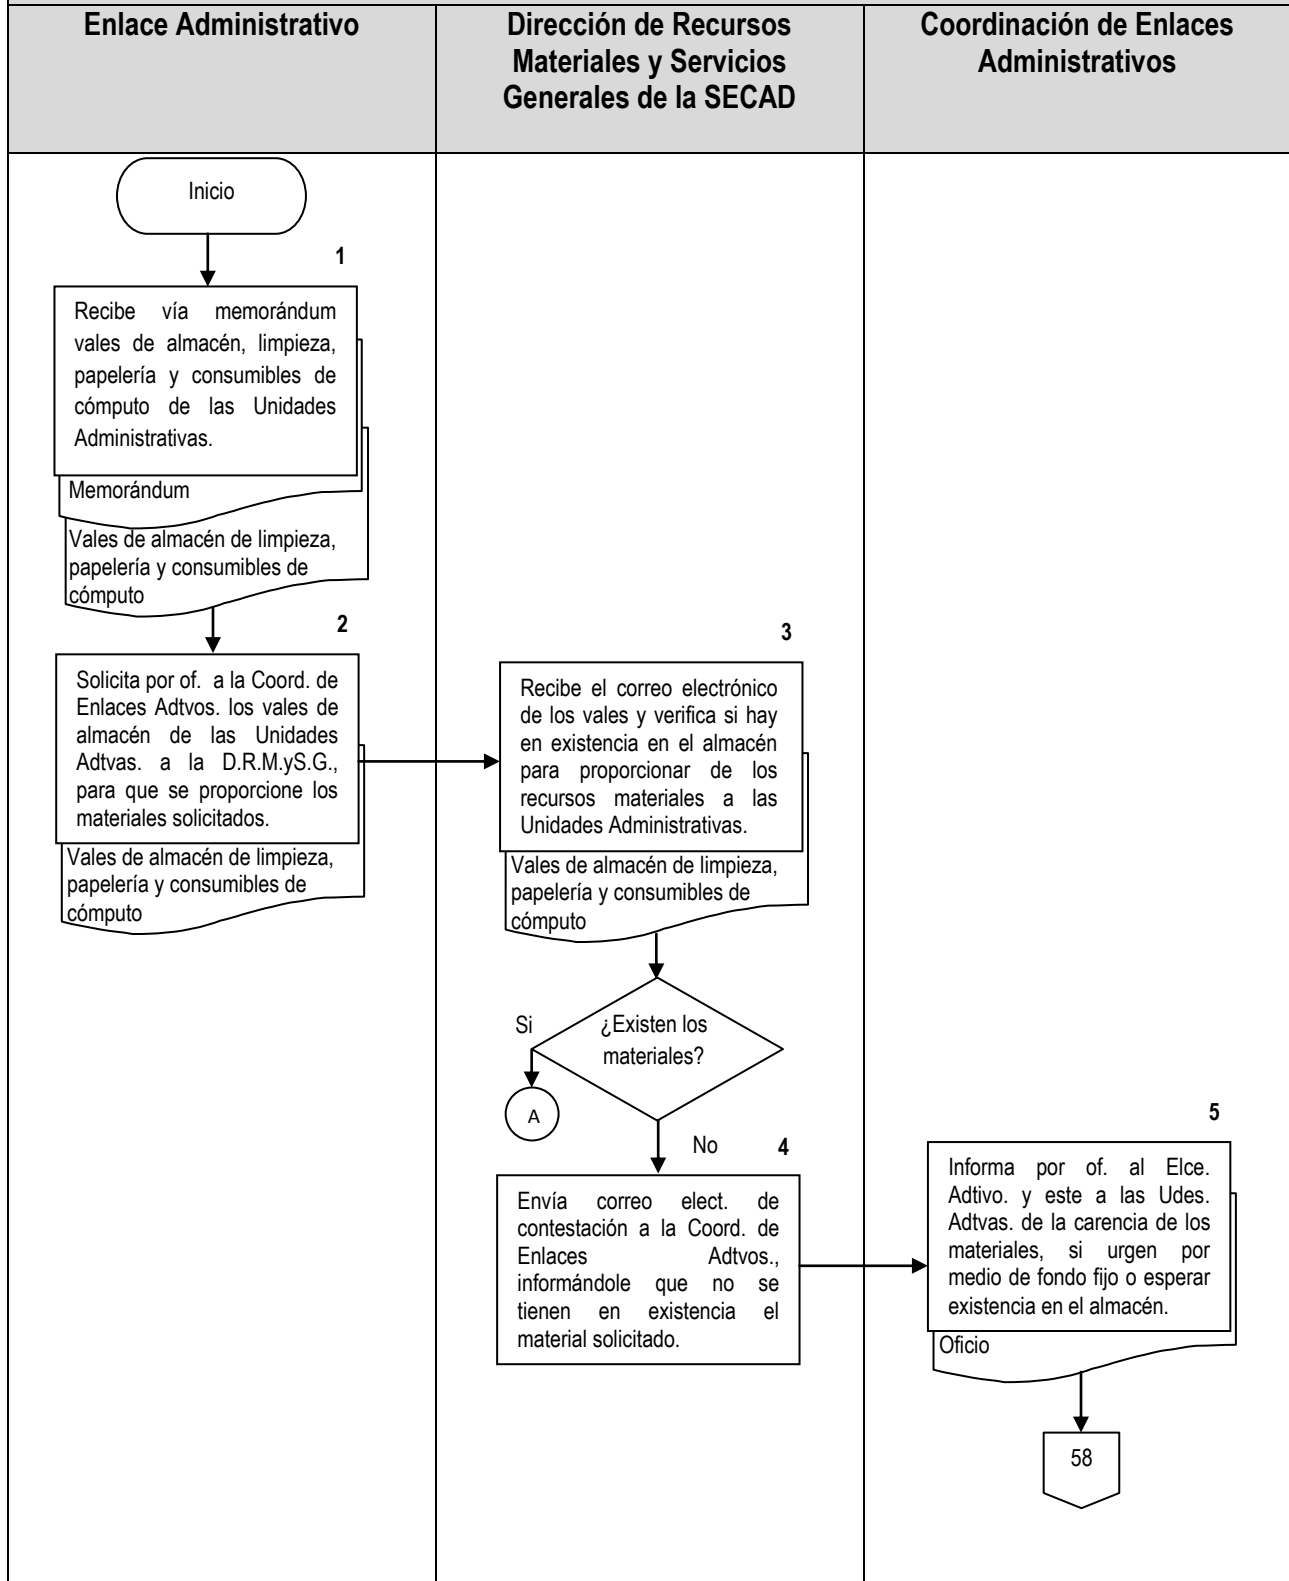 Enlace Administrativo
Dirección de Recursos
Materiales y Servicios
Generales de la SECAD
Coordinación de Enlaces
Administrativos
Inicio
1
Recibe vía memorándum
vales de almacén, limpieza,
papelería y consumibles de
cómputo de las Unidades
Administrativas.
Memorándum
Vales de almacén de limpieza,
papelería y consumibles de
cómputo
2
Solicita por of. a la Coord. de
Enlaces Adtvos. los vales de
almacén de las Unidades
Adtvas. a la D.R.M.yS.G.,
para que se proporcione los
materiales solicitados.
Vales de almacén de limpieza,
papelería y consumibles de
cómputo
3
Recibe el correo electrónico
de los vales y verifica si hay
en existencia en el almacén
para proporcionar de los
recursos materiales a las
Unidades Administrativas.
Vales de almacén de limpieza,
papelería y consumibles de
cómputo
¿Existen los
materiales?
Si
A
No
4
Envía correo elect. de
contestación a la Coord. de
Enlaces Adtvos.,
informándole que no se
tienen en existencia el
material solicitado.
5
Informa por of. al Elce.
Adtivo. y este a las Udes.
Adtvas. de la carencia de los
materiales, si urgen por
medio de fondo fijo o esperar
existencia en el almacén.
Oficio
58